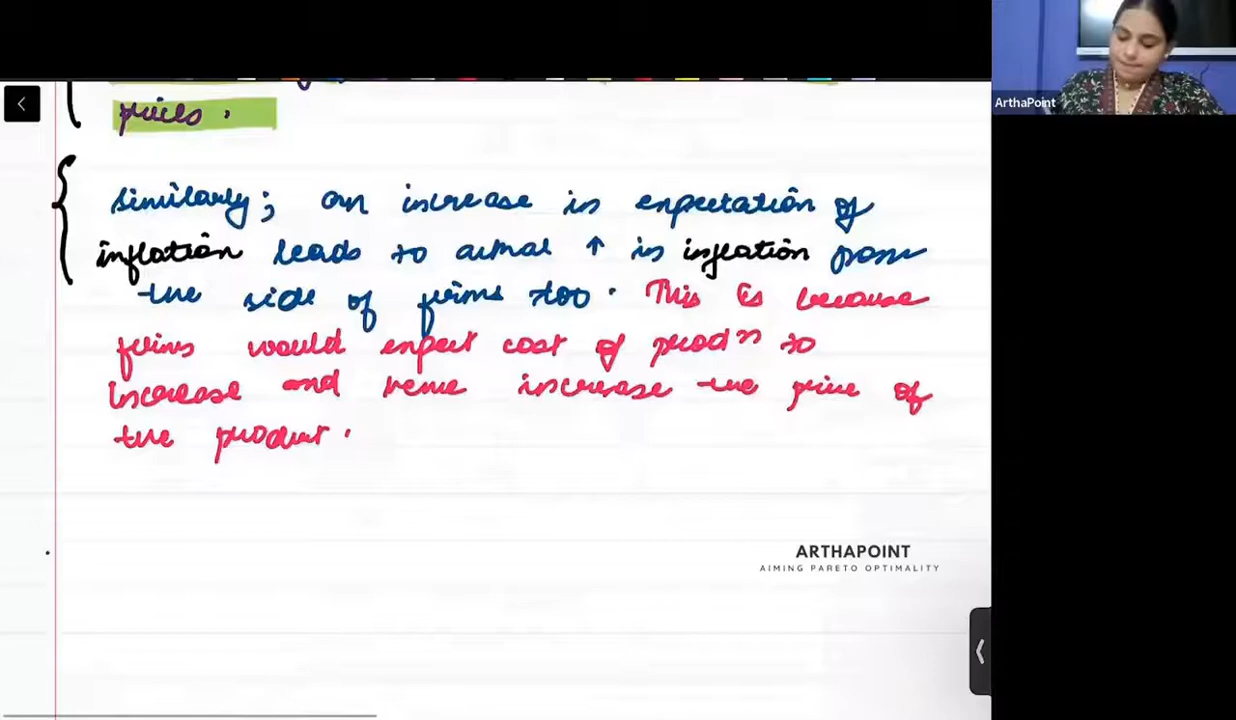 prices.
Similarly; an increase in expectation of
inflation leads to actual ↑ in inflation from
the side of firms too. This is because
firms would expect cost of prodⁿ to
increase and hence increase the price of
the product.
ARTHAPOINT
AIMING PARETO OPTIMALITY
ArthaPoint